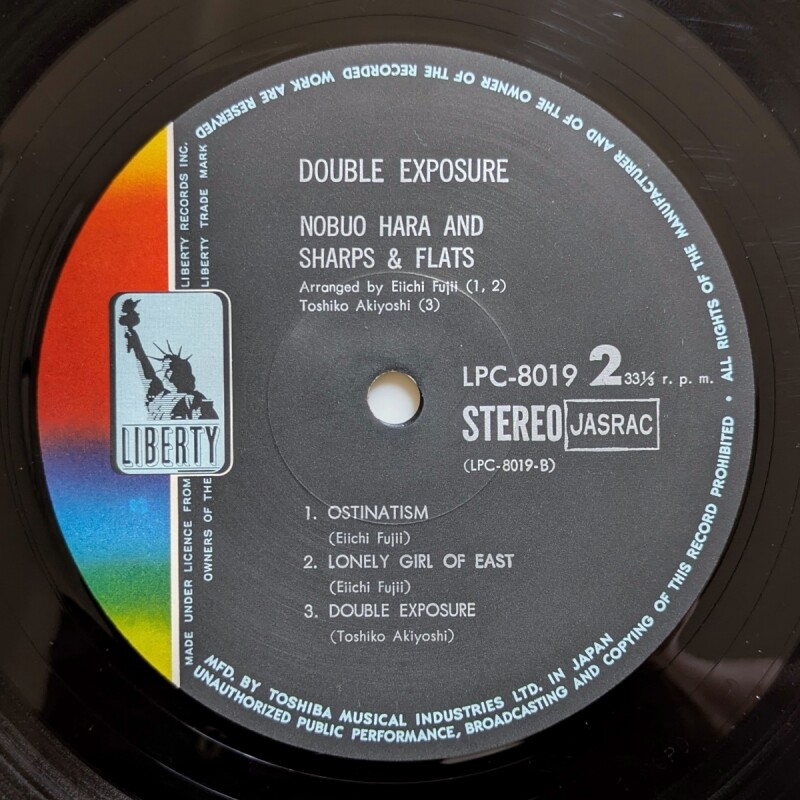 DOUBLE EXPOSURE
NOBUO HARA AND
SHARPS & FLATS
Arranged by Eiichi Fujii (1, 2)
Toshiko Akiyoshi (3)
LPC-8019 2 33⅓ r. p. m.
STEREO JASRAC
(LPC-8019-B)
1. OSTINATISM
(Eiichi Fujii)
2. LONELY GIRL OF EAST
(Eiichi Fujii)
3. DOUBLE EXPOSURE
(Toshiko Akiyoshi)
LIBERTY
MADE UNDER LICENCE FROM LIBERTY RECORDS INC.
OWNERS OF THE LIBERTY TRADE MARK
MFD. BY TOSHIBA MUSICAL INDUSTRIES LTD. IN JAPAN
UNAUTHORIZED PUBLIC PERFORMANCE, BROADCASTING AND COPYING OF THIS RECORD PROHIBITED • ALL RIGHTS OF THE MANUFACTURER AND OF THE OWNER OF THE RECORDED WORK ARE RESERVED